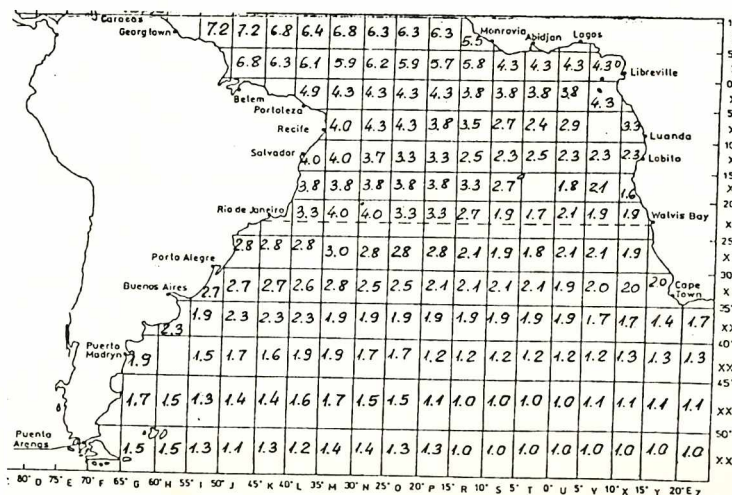 Caracas
Georgtown 7.2 7.2 6.8 6.4 6.8 6.3 6.3 6.3 5.5 Monrovia Abidjan Lagos
6.8 6.3 6.1 5.9 6.2 5.9 5.7 5.8 4.3 4.3 4.3 4.3 Libreville
Belem 4.9 4.3 4.3 4.3 4.3 3.8 3.8 3.8 3.8 4.3
Portoleza
Recife 4.0 4.3 4.3 3.8 3.5 2.7 2.4 2.9 3.3 Luanda
Salvador 4.0 4.0 3.7 3.3 3.3 2.5 2.3 2.5 2.3 2.3 2.3 Lobito
3.8 3.8 3.8 3.8 3.8 3.3 2.7 1.8 2.1 1.6
Rio de Janeiro 3.3 4.0 4.0 3.3 3.3 2.7 1.9 1.7 2.1 1.9 1.9 Walvis Bay
2.8 2.8 2.8 3.0 2.8 2.8 2.8 2.1 1.9 1.8 2.1 2.1 1.9
Porto Alegre
Buenos Aires 2.7 2.7 2.7 2.6 2.8 2.5 2.5 2.1 2.1 2.1 2.1 1.9 2.0 20 20 Cape Town
2.3 1.9 2.3 2.3 2.3 1.9 1.9 1.9 1.9 1.9 1.9 1.9 1.9 1.7 1.7 1.4 1.7
Puerto Madryn 1.9 1.5 1.7 1.6 1.9 1.9 1.7 1.7 1.2 1.2 1.2 1.2 1.2 1.2 1.3 1.3 1.3
1.7 1.5 1.3 1.4 1.4 1.6 1.7 1.5 1.5 1.1 1.0 1.0 1.0 1.0 1.1 1.1 1.1 1.1
Puenta Arenas 1.5 1.5 1.3 1.1 1.3 1.2 1.4 1.4 1.3 1.3 1.0 1.0 1.0 1.0 1.0 1.0 1.0 1.0
80° D 75° E 70° F 65° G 60° H 55° I 50° J 45° K 40° L 35° M 30° N 25° O 20° P 15° R 10° S 5° T 0° U 5° V 10° X 15° Y 20° E Z